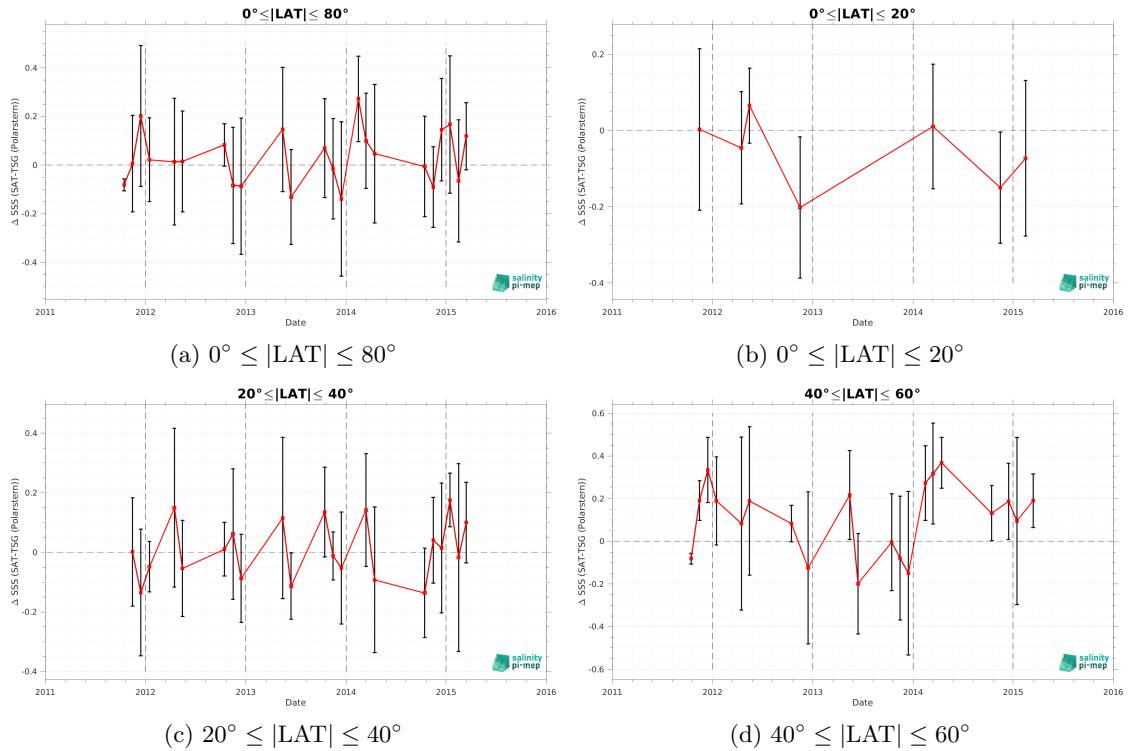 0°≤|LAT|≤ 80°
Δ SSS (SAT-TSG (Polarstern))
0.4
0.2
0
-0.2
-0.4
2011 2012 2013 2014 2015 2016
Date
salinity
pi-mep
(a) 0° ≤ |LAT| ≤ 80°
0°≤|LAT|≤ 20°
Δ SSS (SAT-TSG (Polarstern))
0.2
0
-0.2
-0.4
2011 2012 2013 2014 2015 2016
Date
salinity
pi-mep
(b) 0° ≤ |LAT| ≤ 20°
20°≤|LAT|≤ 40°
Δ SSS (SAT-TSG (Polarstern))
0.4
0.2
0
-0.2
-0.4
2011 2012 2013 2014 2015 2016
Date
salinity
pi-mep
(c) 20° ≤ |LAT| ≤ 40°
40°≤|LAT|≤ 60°
Δ SSS (SAT-TSG (Polarstern))
0.6
0.4
0.2
0
-0.2
-0.4
-0.6
2011 2012 2013 2014 2015 2016
Date
salinity
pi-mep
(d) 40° ≤ |LAT| ≤ 60°